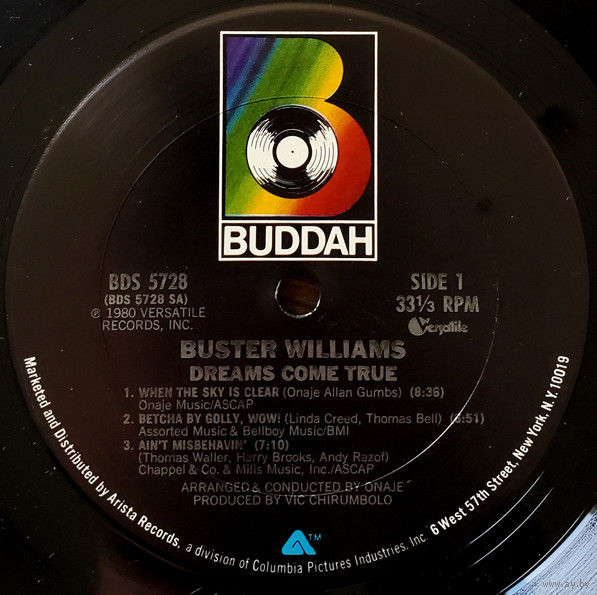 BUDDAH
BDS 5728
(BDS 5728 SA)
℗ 1980 VERSATILE
RECORDS, INC.
SIDE 1
33⅓ RPM
Versatile
BUSTER WILLIAMS
DREAMS COME TRUE
1. WHEN THE SKY IS CLEAR (Onaje Allan Gumbs) (8:36)
Onaje Music/ASCAP
2. BETCHA BY GOLLY, WOW! (Linda Creed, Thomas Bell)
Assorted Music & Bellboy Music/BMI
3. AIN'T MISBEHAVIN' (7:10)
(Thomas Waller, Harry Brooks, Andy Razof)
Chappel & Co. & Mills Music, Inc./ASCAP
ARRANGED & CONDUCTED BY ONAJE
PRODUCED BY VIC CHIRUMBOLO
TM
Marketed and Distributed by Arista Records, a division of Columbia Pictures Industries, Inc. 6 West 57th Street, New York, N.Y. 10019
www.ay.by